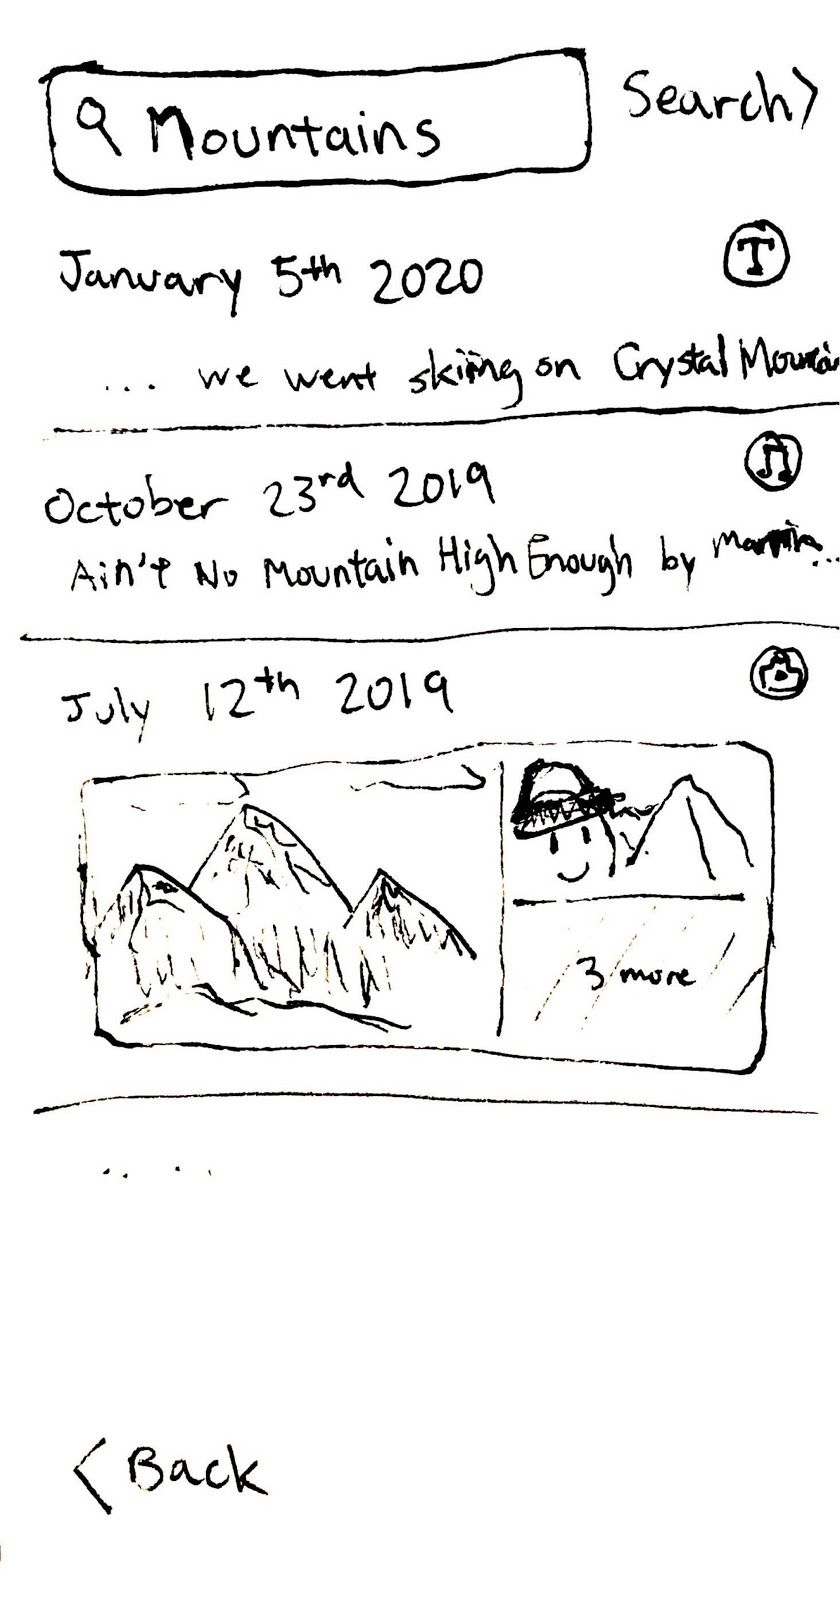 Mountains
Search>
January 5th 2020
T
... we went skiing on Crystal Mountain
October 23rd 2019
Ain't No Mountain High Enough by Marvin...
July 12th 2019
3 more
.. . .
< Back